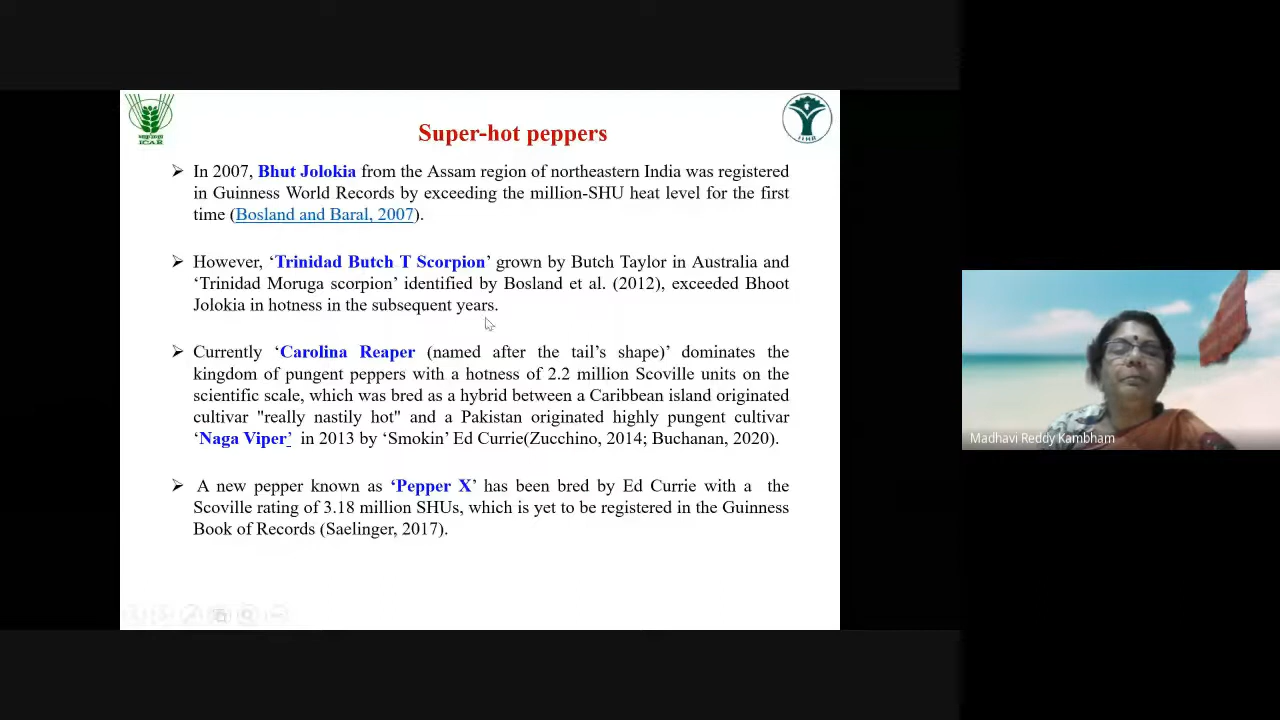 Super-hot peppers
➢ In 2007, Bhut Jolokia from the Assam region of northeastern India was registered
in Guinness World Records by exceeding the million-SHU heat level for the first
time (Bosland and Baral, 2007).
➢ However, ‘Trinidad Butch T Scorpion’ grown by Butch Taylor in Australia and
‘Trinidad Moruga scorpion’ identified by Bosland et al. (2012), exceeded Bhoot
Jolokia in hotness in the subsequent years.
➢ Currently ‘Carolina Reaper (named after the tail’s shape)’ dominates the
kingdom of pungent peppers with a hotness of 2.2 million Scoville units on the
scientific scale, which was bred as a hybrid between a Caribbean island originated
cultivar "really nastily hot" and a Pakistan originated highly pungent cultivar
‘Naga Viper’ in 2013 by ‘Smokin’ Ed Currie(Zucchino, 2014; Buchanan, 2020).
➢ A new pepper known as ‘Pepper X’ has been bred by Ed Currie with a the
Scoville rating of 3.18 million SHUs, which is yet to be registered in the Guinness
Book of Records (Saelinger, 2017).
ICAR
IIHR
Madhavi Reddy Kambham